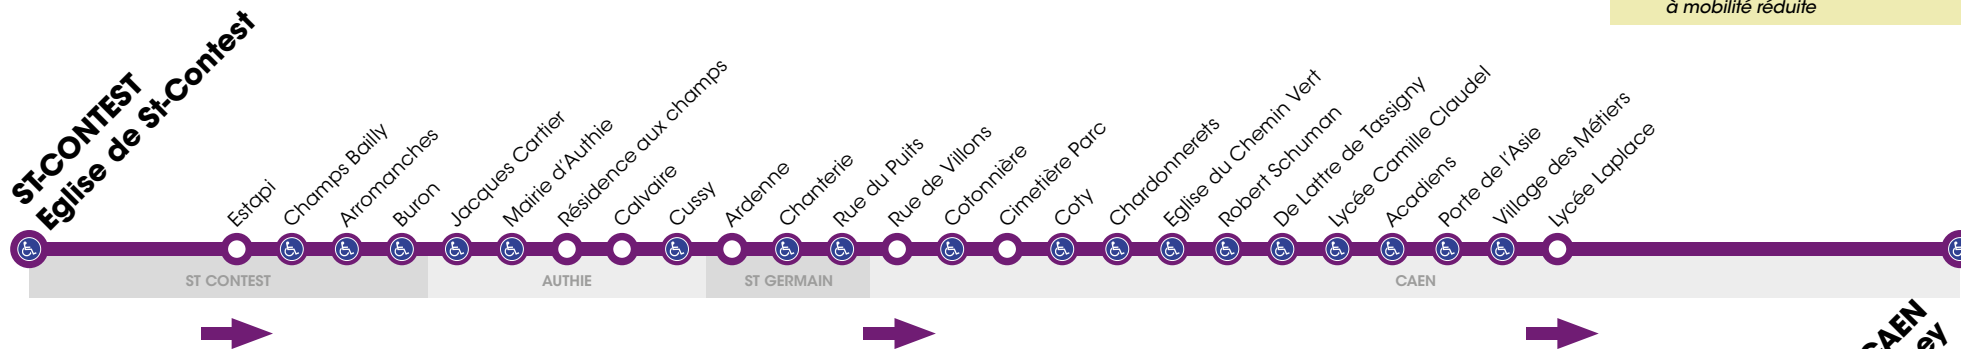 à mobilité réduite
ST-CONTEST
Eglise de St-Contest
Estapi
Champs Bailly
Arromanches
Buron
Jacques Cartier
Mairie d'Authie
Résidence aux champs
Calvaire
Cussy
Ardenne
Chanterie
Rue du Puits
Rue de Villons
Cotonnière
Cimetière Parc
Coty
Chardonnerets
Eglise du Chemin Vert
Robert Schuman
De Lattre de Tassigny
Lycée Camille Claudel
Acadiens
Porte de l'Asie
Village des Métiers
Lycée Laplace
ST CONTEST
AUTHIE
ST GERMAIN
CAEN
CAEN